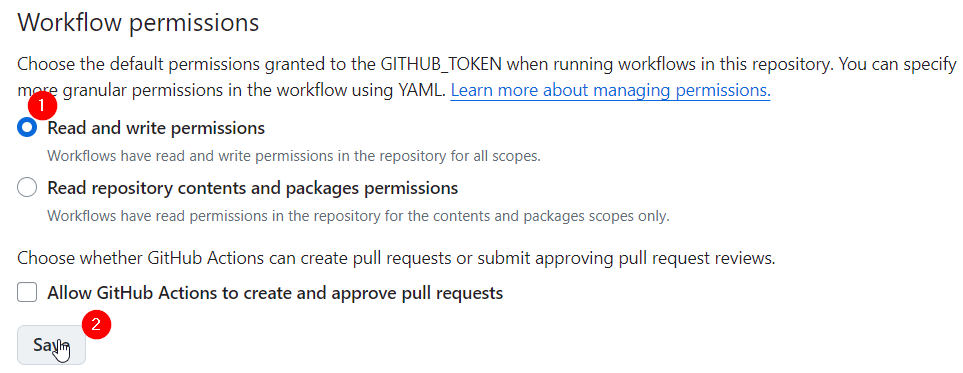 Workflow permissions
Choose the default permissions granted to the GITHUB_TOKEN when running workflows in this repository. You can specify
more granular permissions in the workflow using YAML. Learn more about managing permissions.
1
Read and write permissions
Workflows have read and write permissions in the repository for all scopes.
Read repository contents and packages permissions
Workflows have read permissions in the repository for the contents and packages scopes only.
Choose whether GitHub Actions can create pull requests or submit approving pull request reviews.
Allow GitHub Actions to create and approve pull requests
2
Save